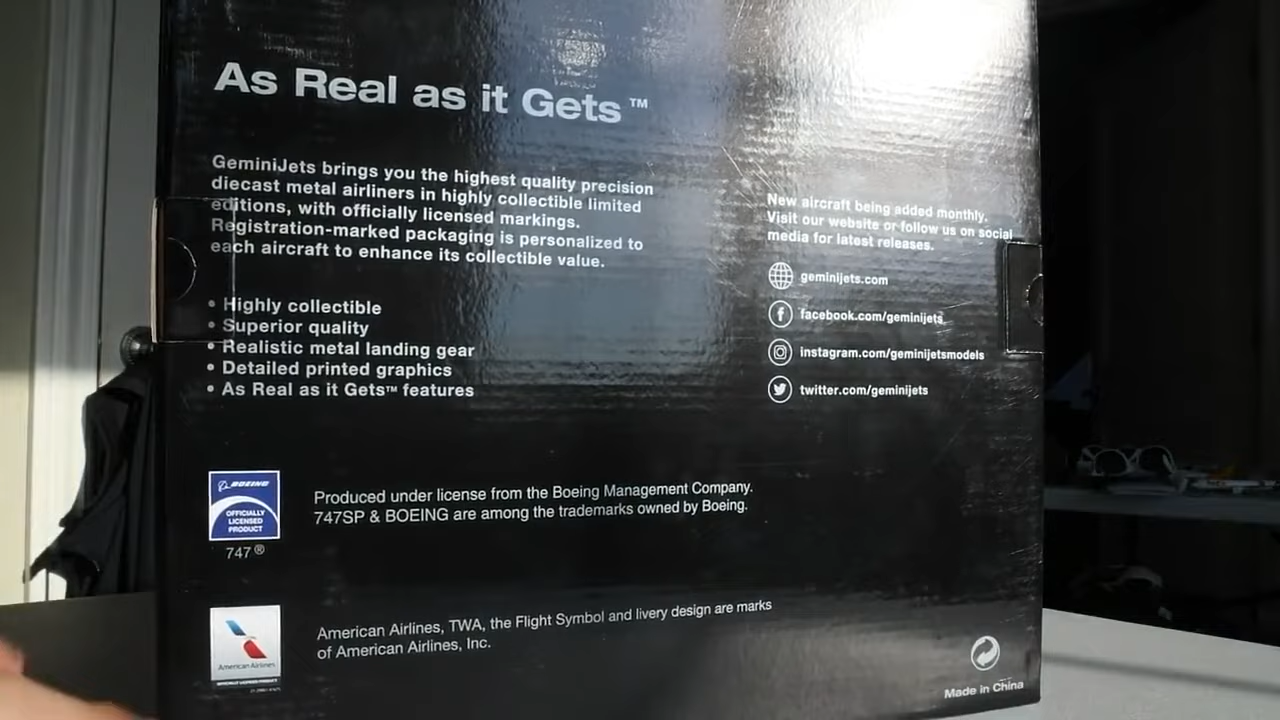 As Real as it Gets™
GeminiJets brings you the highest quality precision
diecast metal airliners in highly collectible limited
editions, with officially licensed markings.
Registration-marked packaging is personalized to
each aircraft to enhance its collectible value.
• Highly collectible
• Superior quality
• Realistic metal landing gear
• Detailed printed graphics
• As Real as it Gets™ features
New aircraft being added monthly.
Visit our website or follow us on social
media for latest releases.
geminijets.com
facebook.com/geminijets
instagram.com/geminijetsmodels
twitter.com/geminijets
BOEING
OFFICIALLY
LICENSED
PRODUCT
747®
Produced under license from the Boeing Management Company.
747SP & BOEING are among the trademarks owned by Boeing.
American Airlines
OFFICIALLY LICENSED PRODUCT
American Airlines, TWA, the Flight Symbol and livery design are marks
of American Airlines, Inc.
Made in China